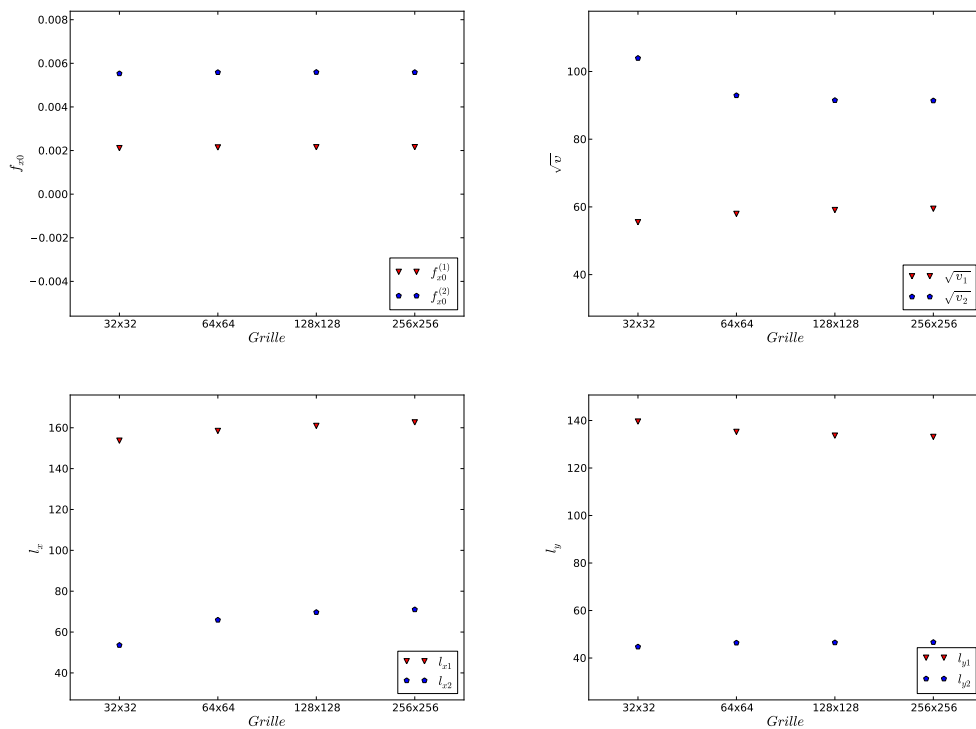 0.008
0.006
0.004
0.002
0.000
−0.002
−0.004
f_{x0}
32x32 64x64 128x128 256x256
Grille
f_{x0}^{(1)}
f_{x0}^{(2)}
100
80
60
40
√v
32x32 64x64 128x128 256x256
Grille
√v_1
√v_2
160
140
120
100
80
60
40
l_x
32x32 64x64 128x128 256x256
Grille
l_{x1}
l_{x2}
140
120
100
80
60
40
l_y
32x32 64x64 128x128 256x256
Grille
l_{y1}
l_{y2}